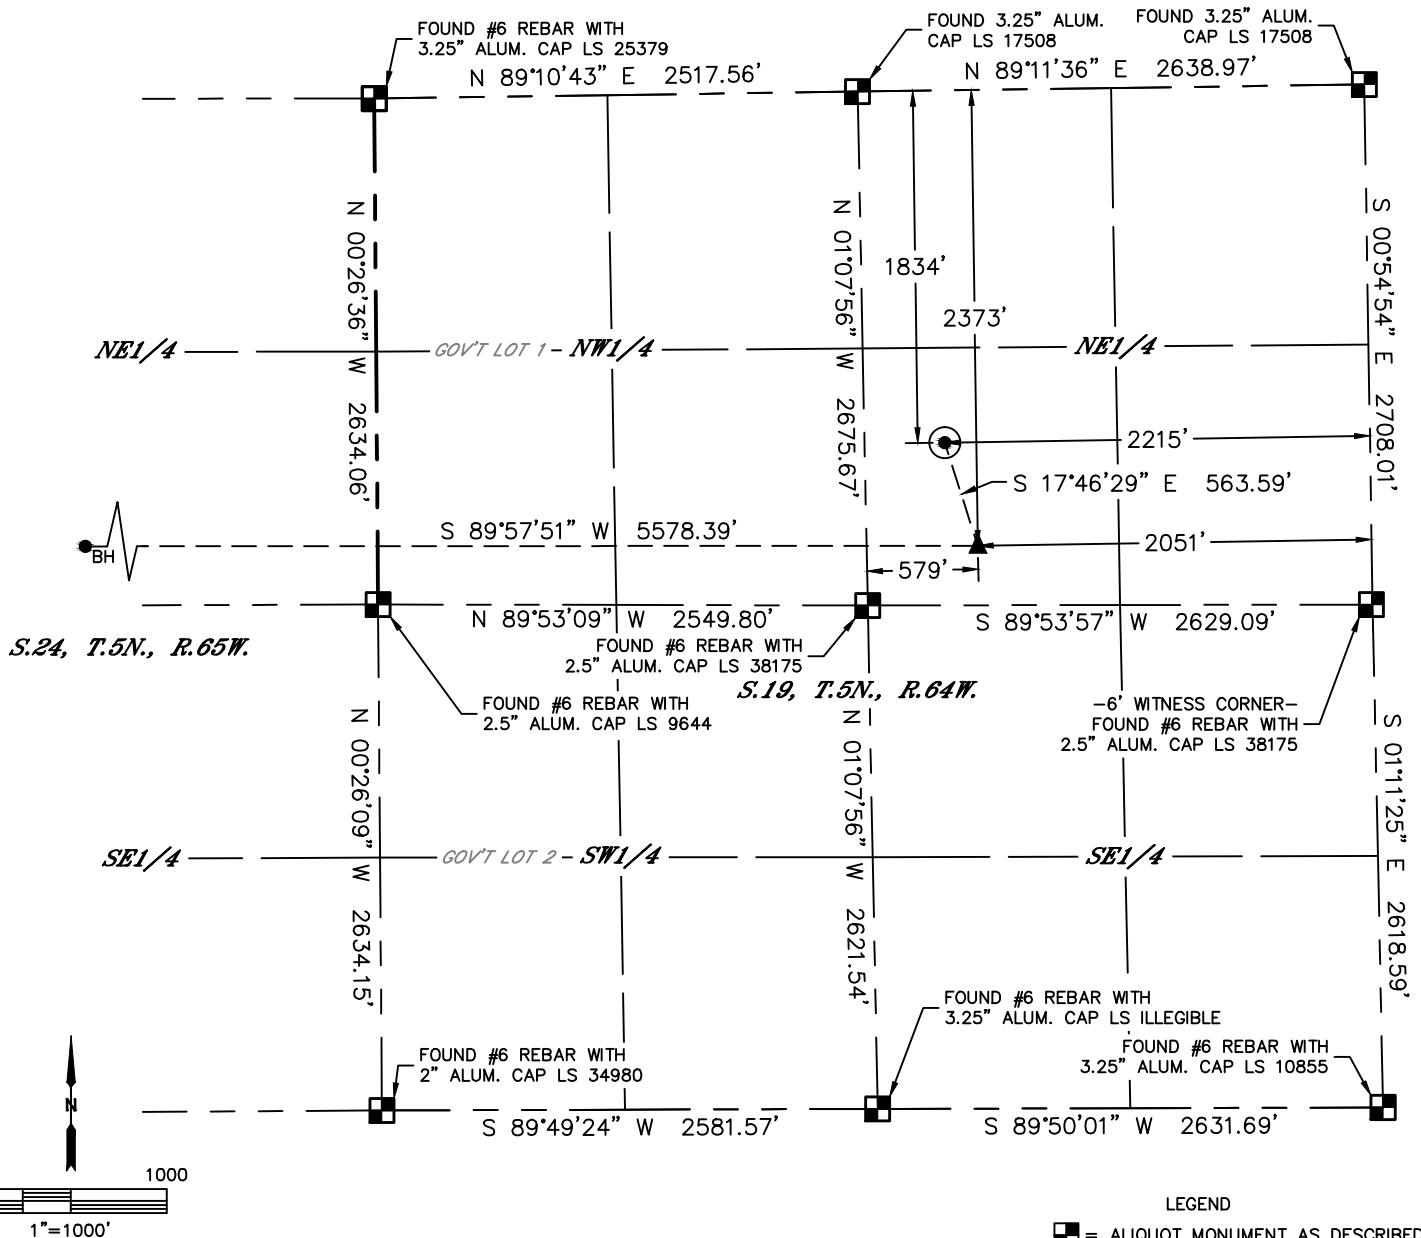 FOUND #6 REBAR WITH
3.25” ALUM. CAP LS 25379
FOUND 3.25” ALUM.
CAP LS 17508
FOUND 3.25” ALUM.
CAP LS 17508
N 89°10'43” E 2517.56'
N 89°11'36” E 2638.97'
N 00°26'36” W 2634.06'
N 01°07'56” W 2675.67'
S 00°54'54” E 2708.01'
1834'
2373'
NE1/4
GOV'T LOT 1
NW1/4
NE1/4
2215'
S 17°46'29” E 563.59'
S 89°57'51” W 5578.39'
BH
2051'
579'
N 89°53'09” W 2549.80'
S 89°53'57” W 2629.09'
S.24, T.5N., R.65W.
FOUND #6 REBAR WITH
2.5” ALUM. CAP LS 38175
S.19, T.5N., R.64W.
FOUND #6 REBAR WITH
2.5” ALUM. CAP LS 9644
-6' WITNESS CORNER-
FOUND #6 REBAR WITH
2.5” ALUM. CAP LS 38175
N 00°26'09” W 2634.15'
N 01°07'56” W 2621.54'
S 01°11'25” E 2618.59'
SE1/4
GOV'T LOT 2
SW1/4
SE1/4
FOUND #6 REBAR WITH
3.25” ALUM. CAP LS ILLEGIBLE
FOUND #6 REBAR WITH
2” ALUM. CAP LS 34980
FOUND #6 REBAR WITH
3.25” ALUM. CAP LS 10855
S 89°49'24” W 2581.57'
S 89°50'01” W 2631.69'
N
1000
1”=1000'
LEGEND
= ALIQUOT MONUMENT AS DESCRIBED